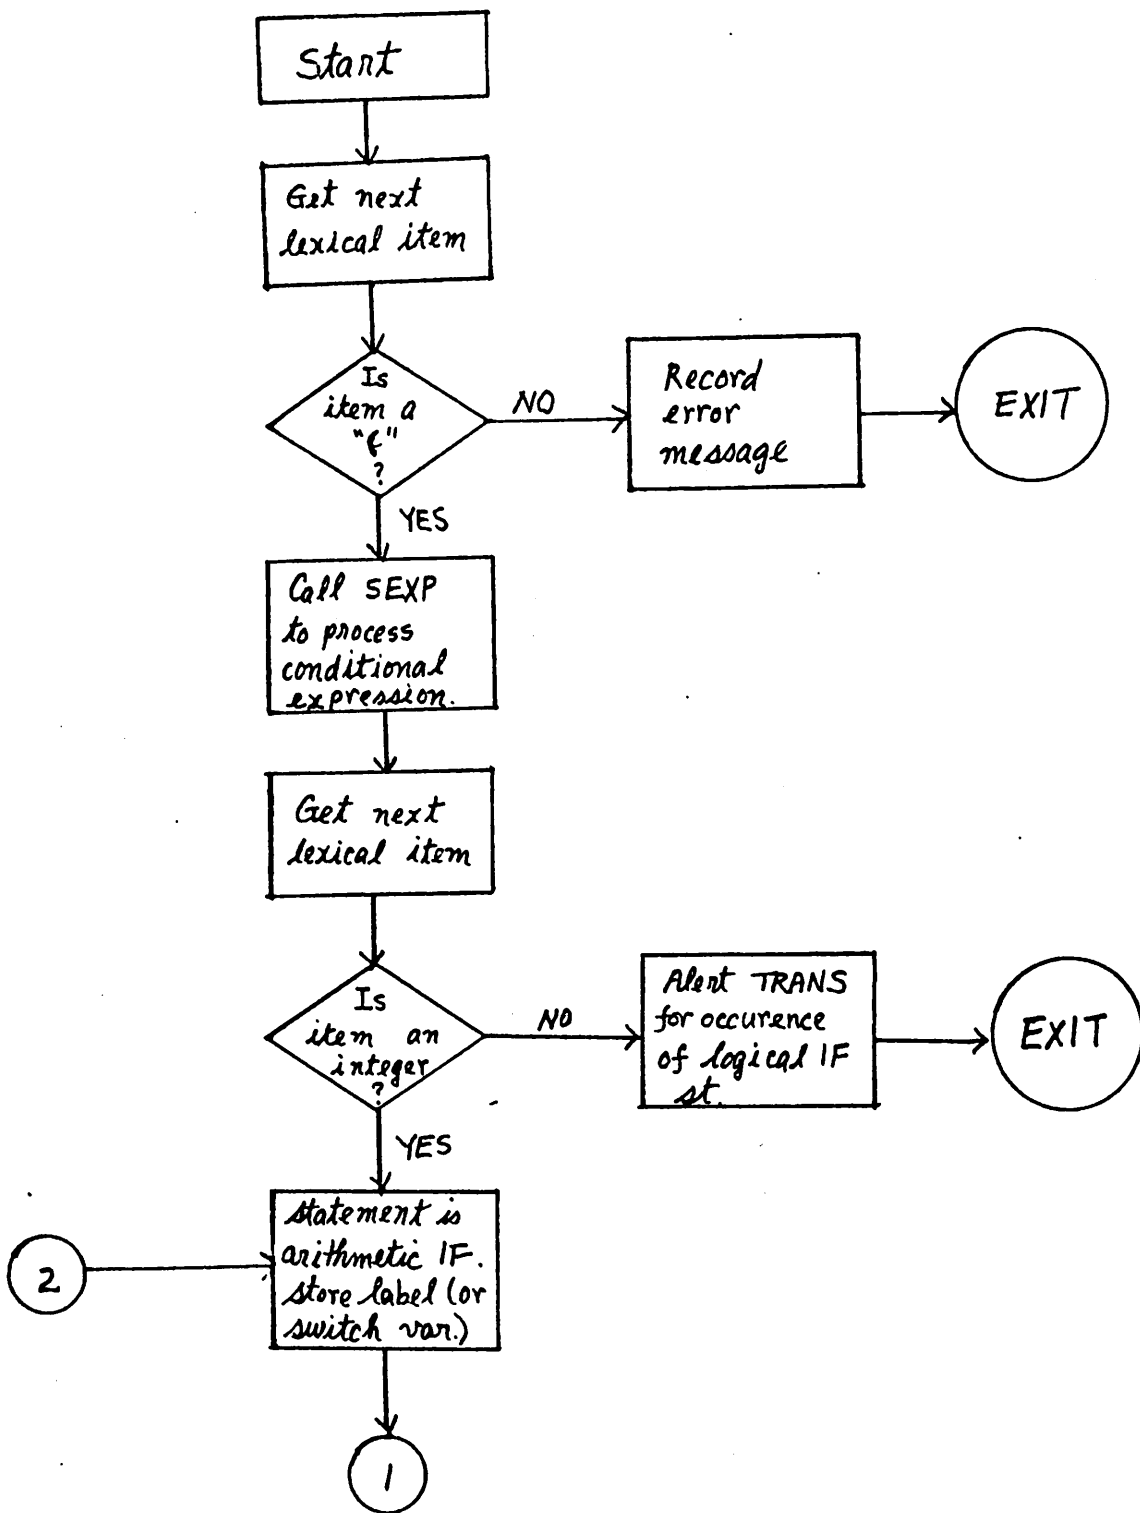 Start
Get next
lexical item
Is
item a
"("
?
NO
Record
error
message
EXIT
YES
Call SEXP
to process
conditional
expression.
Get next
lexical item
Is
item an
integer
?
NO
Alert TRANS
for occurence
of logical IF
st.
EXIT
YES
statement is
arithmetic IF.
store label (or
switch var.)
2
1